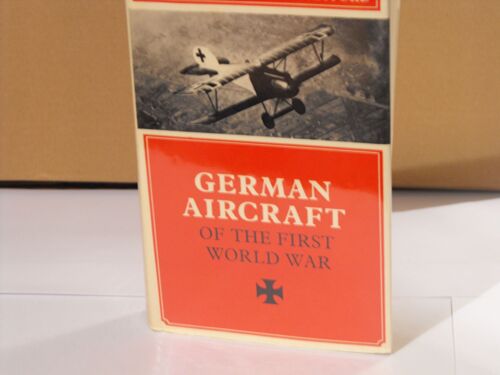 GERMAN
AIRCRAFT
OF THE FIRST
WORLD WAR